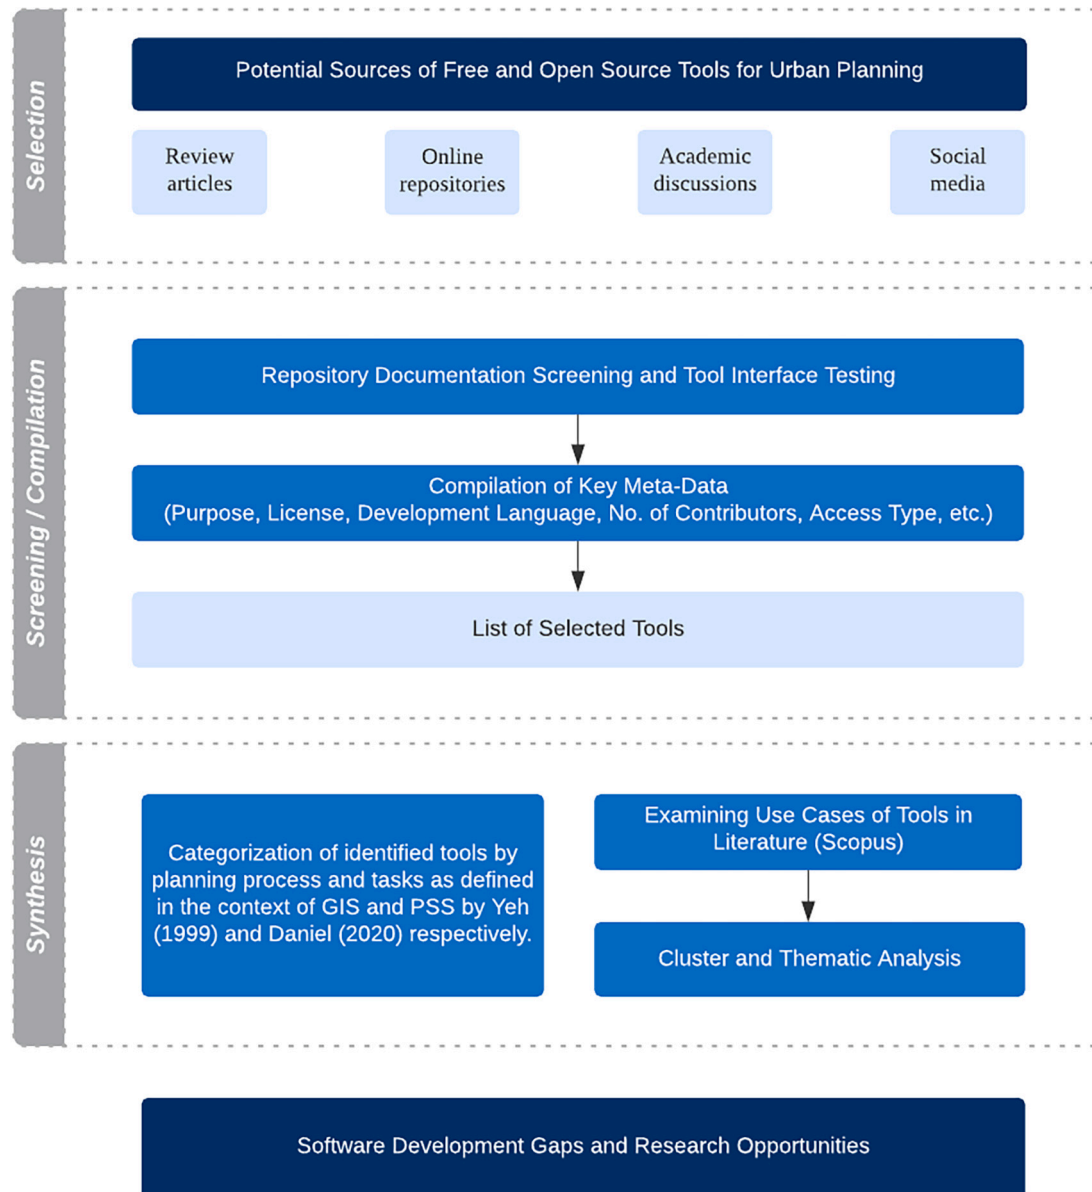 Selection
Potential Sources of Free and Open Source Tools for Urban Planning
Review
articles
Online
repositories
Academic
discussions
Social
media
Screening / Compilation
Repository Documentation Screening and Tool Interface Testing
Compilation of Key Meta-Data
(Purpose, License, Development Language, No. of Contributors, Access Type, etc.)
List of Selected Tools
Synthesis
Categorization of identified tools by
planning process and tasks as defined
in the context of GIS and PSS by Yeh
(1999) and Daniel (2020) respectively.
Examining Use Cases of Tools in
Literature (Scopus)
Cluster and Thematic Analysis
Software Development Gaps and Research Opportunities